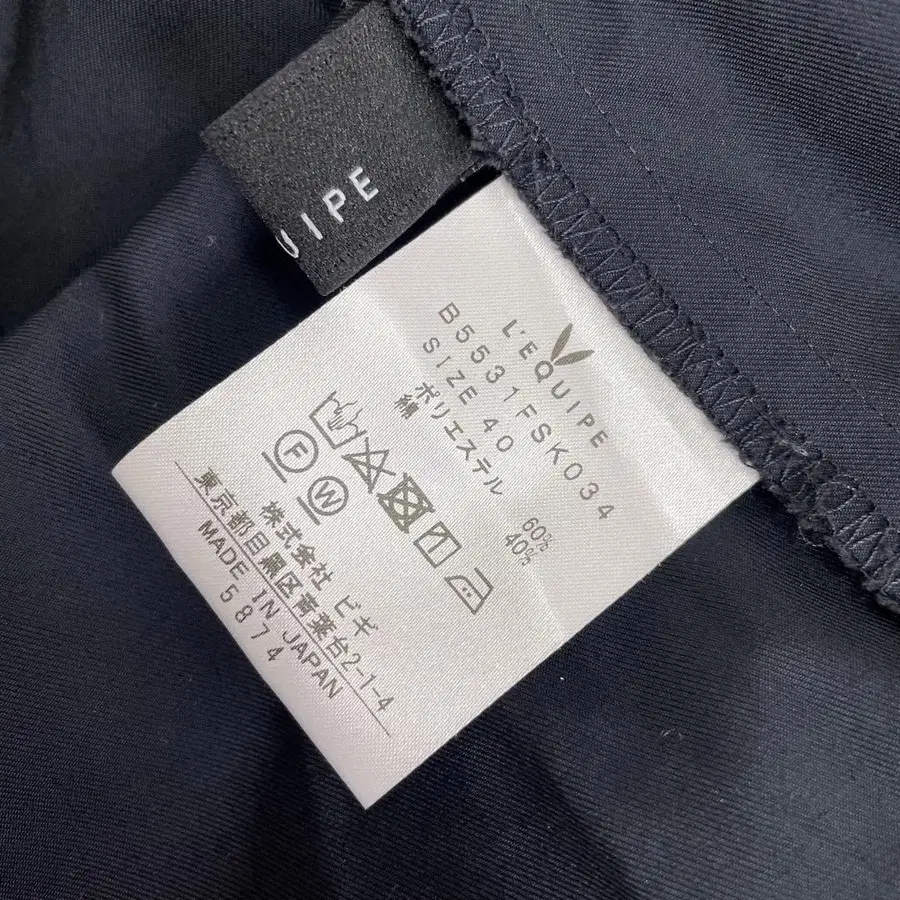 UIPE
L'EQUIPE
B5531FSK034
SIZE 40
ポリエステル 60%
綿 40%
F
W
株式会社 ビギ
東京都目黒区青葉台2-1-4
MADE IN JAPAN
5874